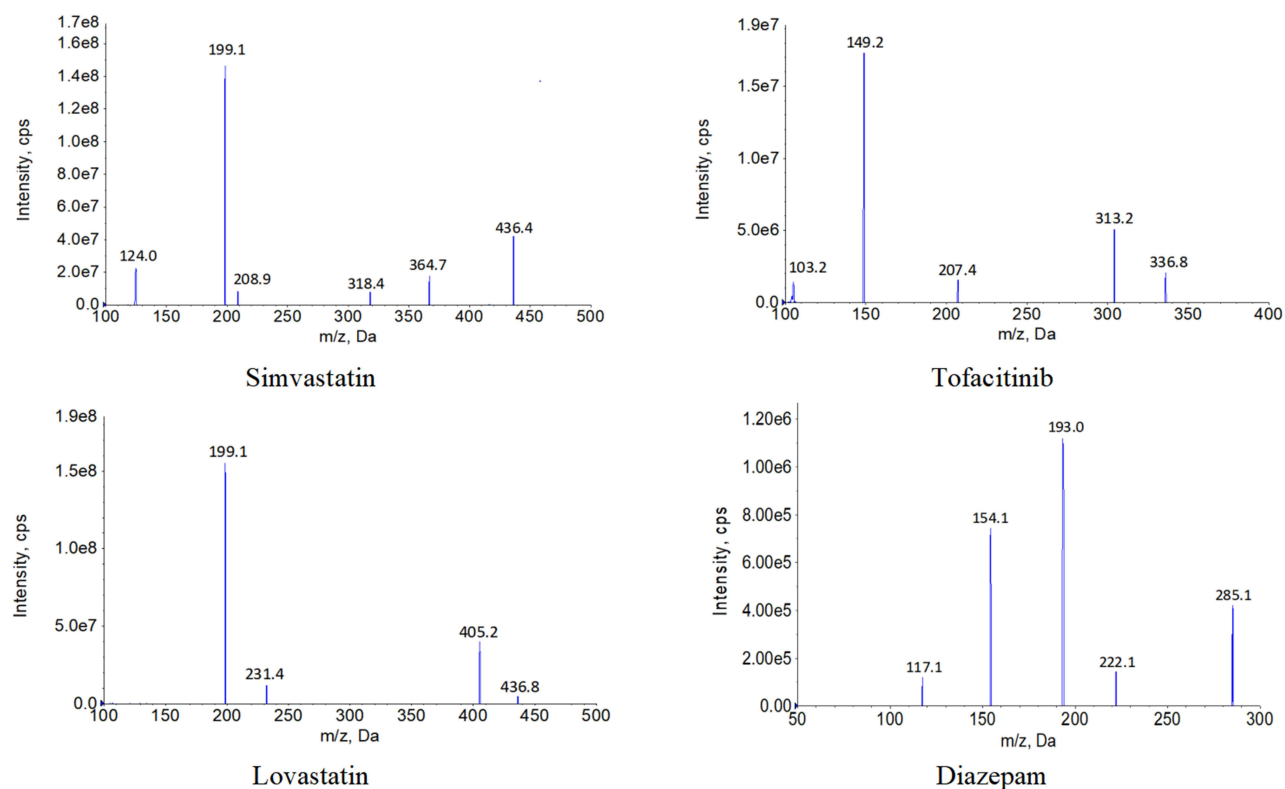 1.7e8
1.6e8
1.4e8
1.2e8
1.0e8
8.0e7
6.0e7
4.0e7
2.0e7
0.0
Intensity, cps
124.0
199.1
208.9
318.4
364.7
436.4
100 150 200 250 300 350 400 450 500
m/z, Da
Simvastatin
1.9e7
1.5e7
1.0e7
5.0e6
0.0
Intensity, cps
103.2
149.2
207.4
313.2
336.8
100 150 200 250 300 350 400
m/z, Da
Tofacitinib
1.9e8
1.5e8
1.0e8
5.0e7
0.0
Intensity, cps
199.1
231.4
405.2
436.8
100 150 200 250 300 350 400 450 500
m/z, Da
Lovastatin
1.20e6
1.00e6
8.00e5
6.00e5
4.00e5
2.00e5
0.00
Intensity, cps
117.1
154.1
193.0
222.1
285.1
50 100 150 200 250 300
m/z, Da
Diazepam